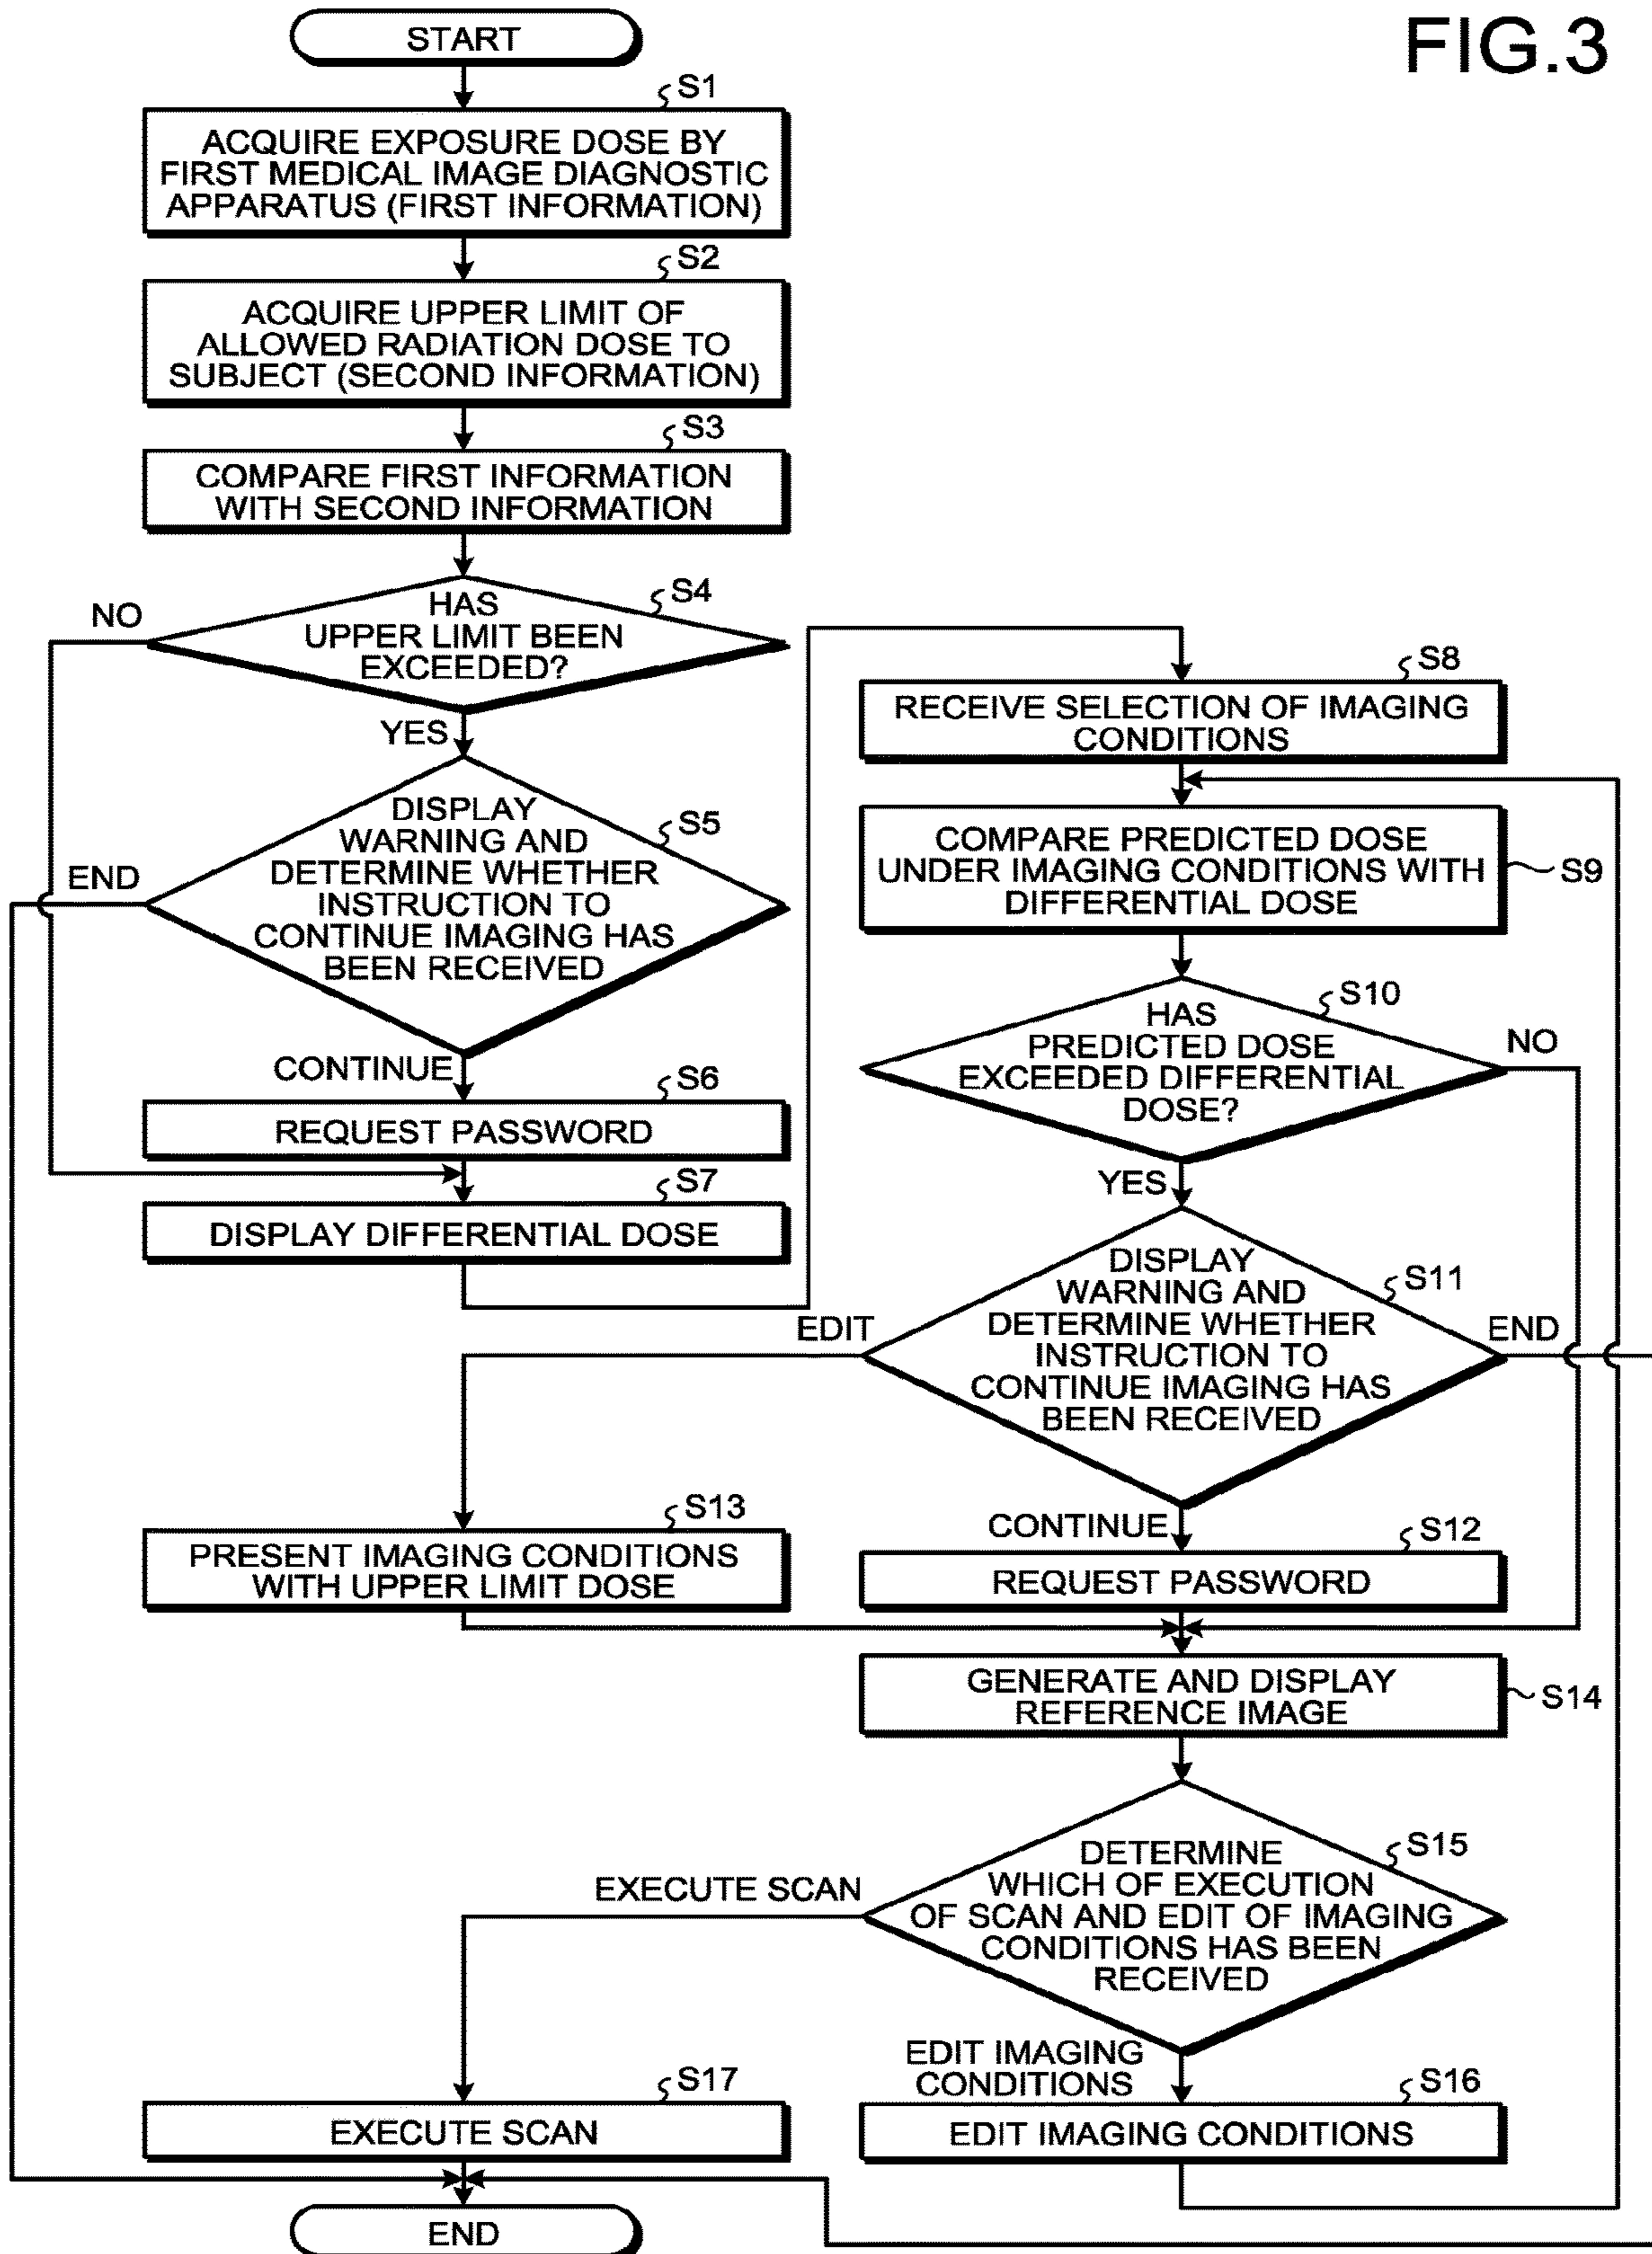 FIG.3
START
S1
ACQUIRE EXPOSURE DOSE BY
FIRST MEDICAL IMAGE DIAGNOSTIC
APPARATUS (FIRST INFORMATION)
S2
ACQUIRE UPPER LIMIT OF
ALLOWED RADIATION DOSE TO
SUBJECT (SECOND INFORMATION)
S3
COMPARE FIRST INFORMATION
WITH SECOND INFORMATION
S4
HAS
UPPER LIMIT BEEN
EXCEEDED?
NO
YES
S5
DISPLAY
WARNING AND
DETERMINE WHETHER
INSTRUCTION TO
CONTINUE IMAGING HAS
BEEN RECEIVED
END
CONTINUE
S6
REQUEST PASSWORD
S7
DISPLAY DIFFERENTIAL DOSE
S8
RECEIVE SELECTION OF IMAGING
CONDITIONS
COMPARE PREDICTED DOSE
UNDER IMAGING CONDITIONS WITH
DIFFERENTIAL DOSE
S9
S10
HAS
PREDICTED DOSE
EXCEEDED DIFFERENTIAL
DOSE?
NO
YES
S11
DISPLAY
WARNING AND
DETERMINE WHETHER
INSTRUCTION TO
CONTINUE IMAGING HAS
BEEN RECEIVED
EDIT
END
CONTINUE
S12
REQUEST PASSWORD
S13
PRESENT IMAGING CONDITIONS
WITH UPPER LIMIT DOSE
GENERATE AND DISPLAY
REFERENCE IMAGE
S14
S15
DETERMINE
WHICH OF EXECUTION
OF SCAN AND EDIT OF IMAGING
CONDITIONS HAS BEEN
RECEIVED
EXECUTE SCAN
EDIT IMAGING
CONDITIONS
S16
EDIT IMAGING CONDITIONS
S17
EXECUTE SCAN
END